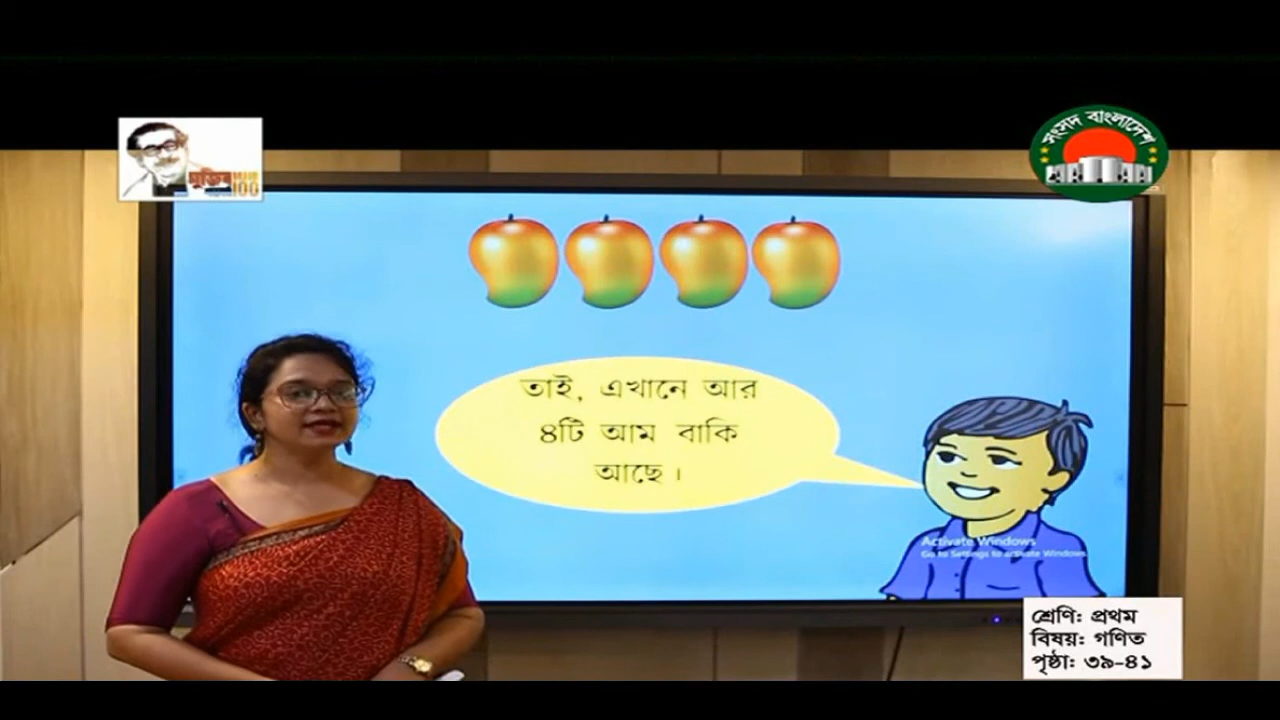 মুজিব
100
সংসদ বাংলাদেশ
তাই, এখানে আর
৪টি আম বাকি
আছে।
Activate Windows
Go to Settings to activate Windows.
শ্রেণি: প্রথম
বিষয়: গণিত
পৃষ্ঠা: ৩৯-৪১